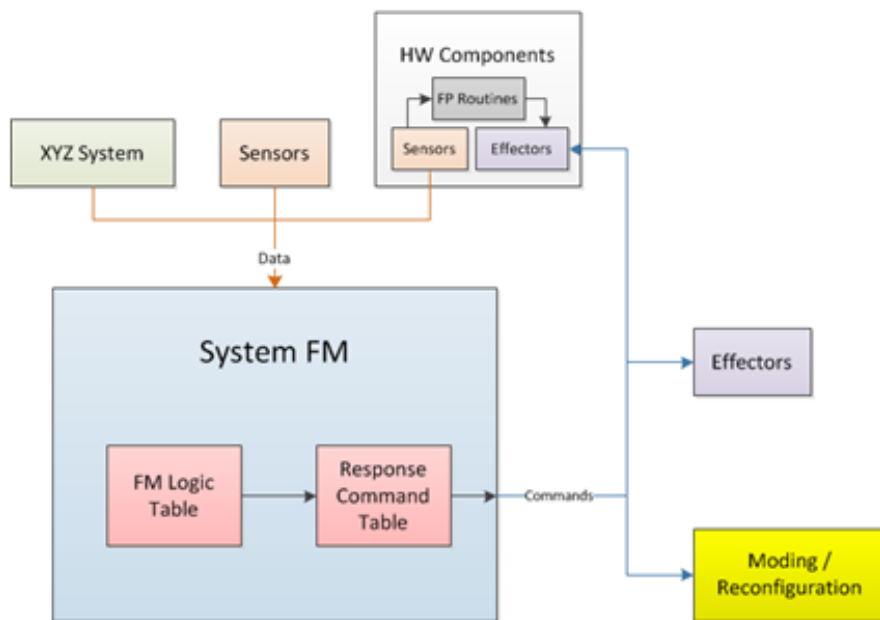 HW Components
FP Routines
Sensors
Effectors
XYZ System
Sensors
Data
System FM
FM Logic
Table
Response
Command
Table
Commands
Effectors
Moding /
Reconfiguration